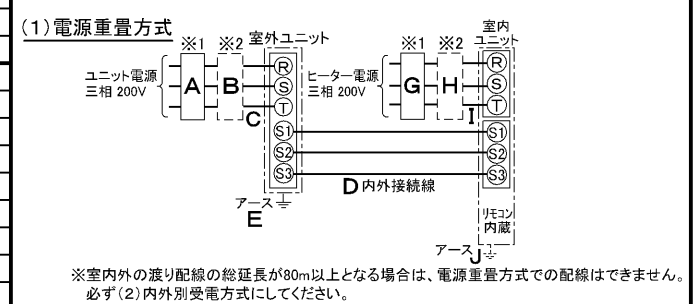 (1)電源重畳方式
※1 ※2 室外ユニット
※1 ※2 室内ユニット
ユニット電源
三相 200V
A B C
R
S
T
S1
S2
S3
ヒーター電源
三相 200V
G H I
R
S
T
S1
S2
S3
D 内外接続線
アース
E
リモコン
内蔵
アース J
※室内外の渡り配線の総延長が80m以上となる場合は、電源重畳方式での配線はできません。
必ず(2)内外別受電方式にしてください。